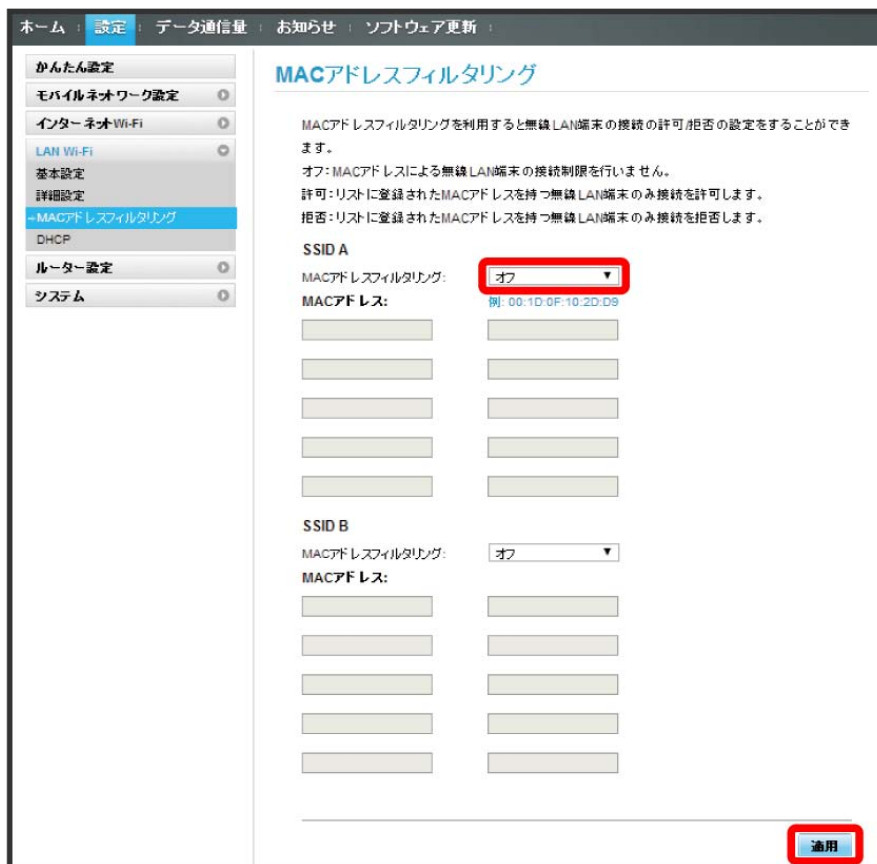 ホーム 設定 データ通信量 お知らせ ソフトウェア更新
かんたん設定
モバイルネットワーク設定
インターネットWi-Fi
LAN Wi-Fi
基本設定
詳細設定
MACアドレスフィルタリング
DHCP
ルーター設定
システム
MACアドレスフィルタリング
MACアドレスフィルタリングを利用すると無線LAN端末の接続の許可/拒否の設定をすることができ
ます。
オフ:MACアドレスによる無線LAN端末の接続制限を行いません。
許可:リストに登録されたMACアドレスを持つ無線LAN端末のみ接続を許可します。
拒否:リストに登録されたMACアドレスを持つ無線LAN端末のみ接続を拒否します。
SSID A
MACアドレスフィルタリング: オフ
MACアドレス: 例: 00:1D:0F:10:2D:D9
SSID B
MACアドレスフィルタリング: オフ
MACアドレス:
適用